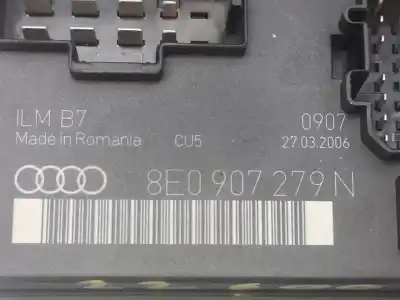 ILM B7 0907
Made in Romania CU5 27.03.2006
8E0 907 279 N